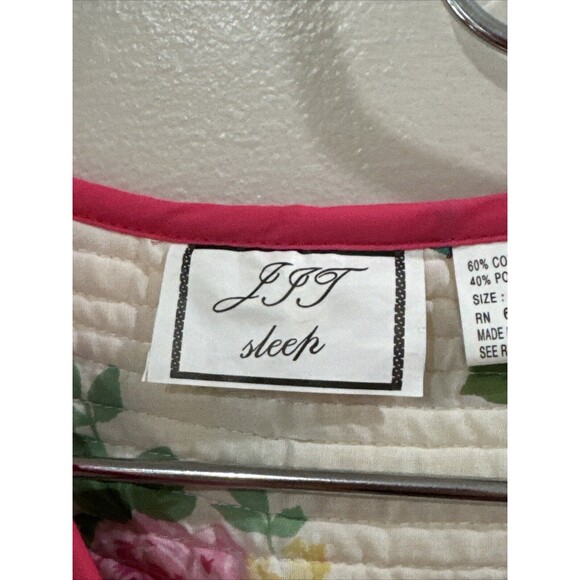 JJT
sleep
60% CO
40% PO
SIZE :
RN 6
MADE
SEE R